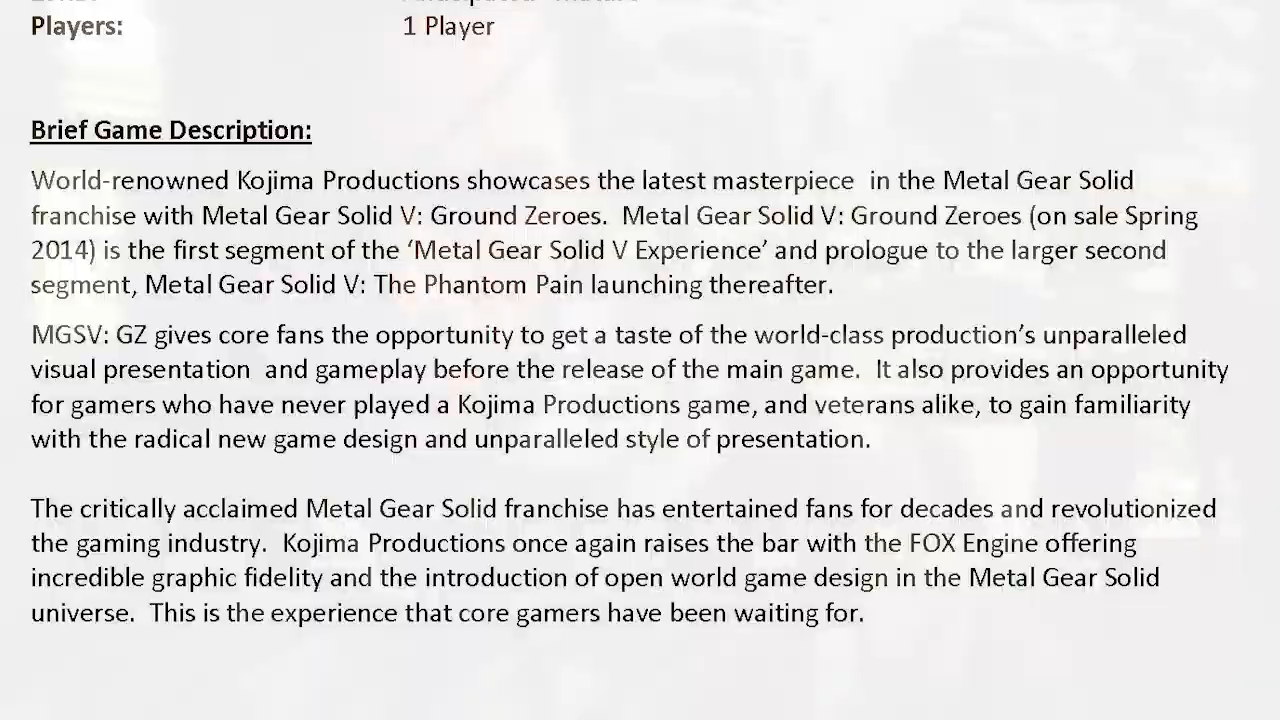 Players: 1 Player
Brief Game Description:
World-renowned Kojima Productions showcases the latest masterpiece  in the Metal Gear Solid
franchise with Metal Gear Solid V: Ground Zeroes.  Metal Gear Solid V: Ground Zeroes (on sale Spring
2014) is the first segment of the ‘Metal Gear Solid V Experience’ and prologue to the larger second
segment, Metal Gear Solid V: The Phantom Pain launching thereafter.
MGSV: GZ gives core fans the opportunity to get a taste of the world-class production’s unparalleled
visual presentation  and gameplay before the release of the main game.  It also provides an opportunity
for gamers who have never played a Kojima Productions game, and veterans alike, to gain familiarity
with the radical new game design and unparalleled style of presentation.
The critically acclaimed Metal Gear Solid franchise has entertained fans for decades and revolutionized
the gaming industry.  Kojima Productions once again raises the bar with the FOX Engine offering
incredible graphic fidelity and the introduction of open world game design in the Metal Gear Solid
universe.  This is the experience that core gamers have been waiting for.